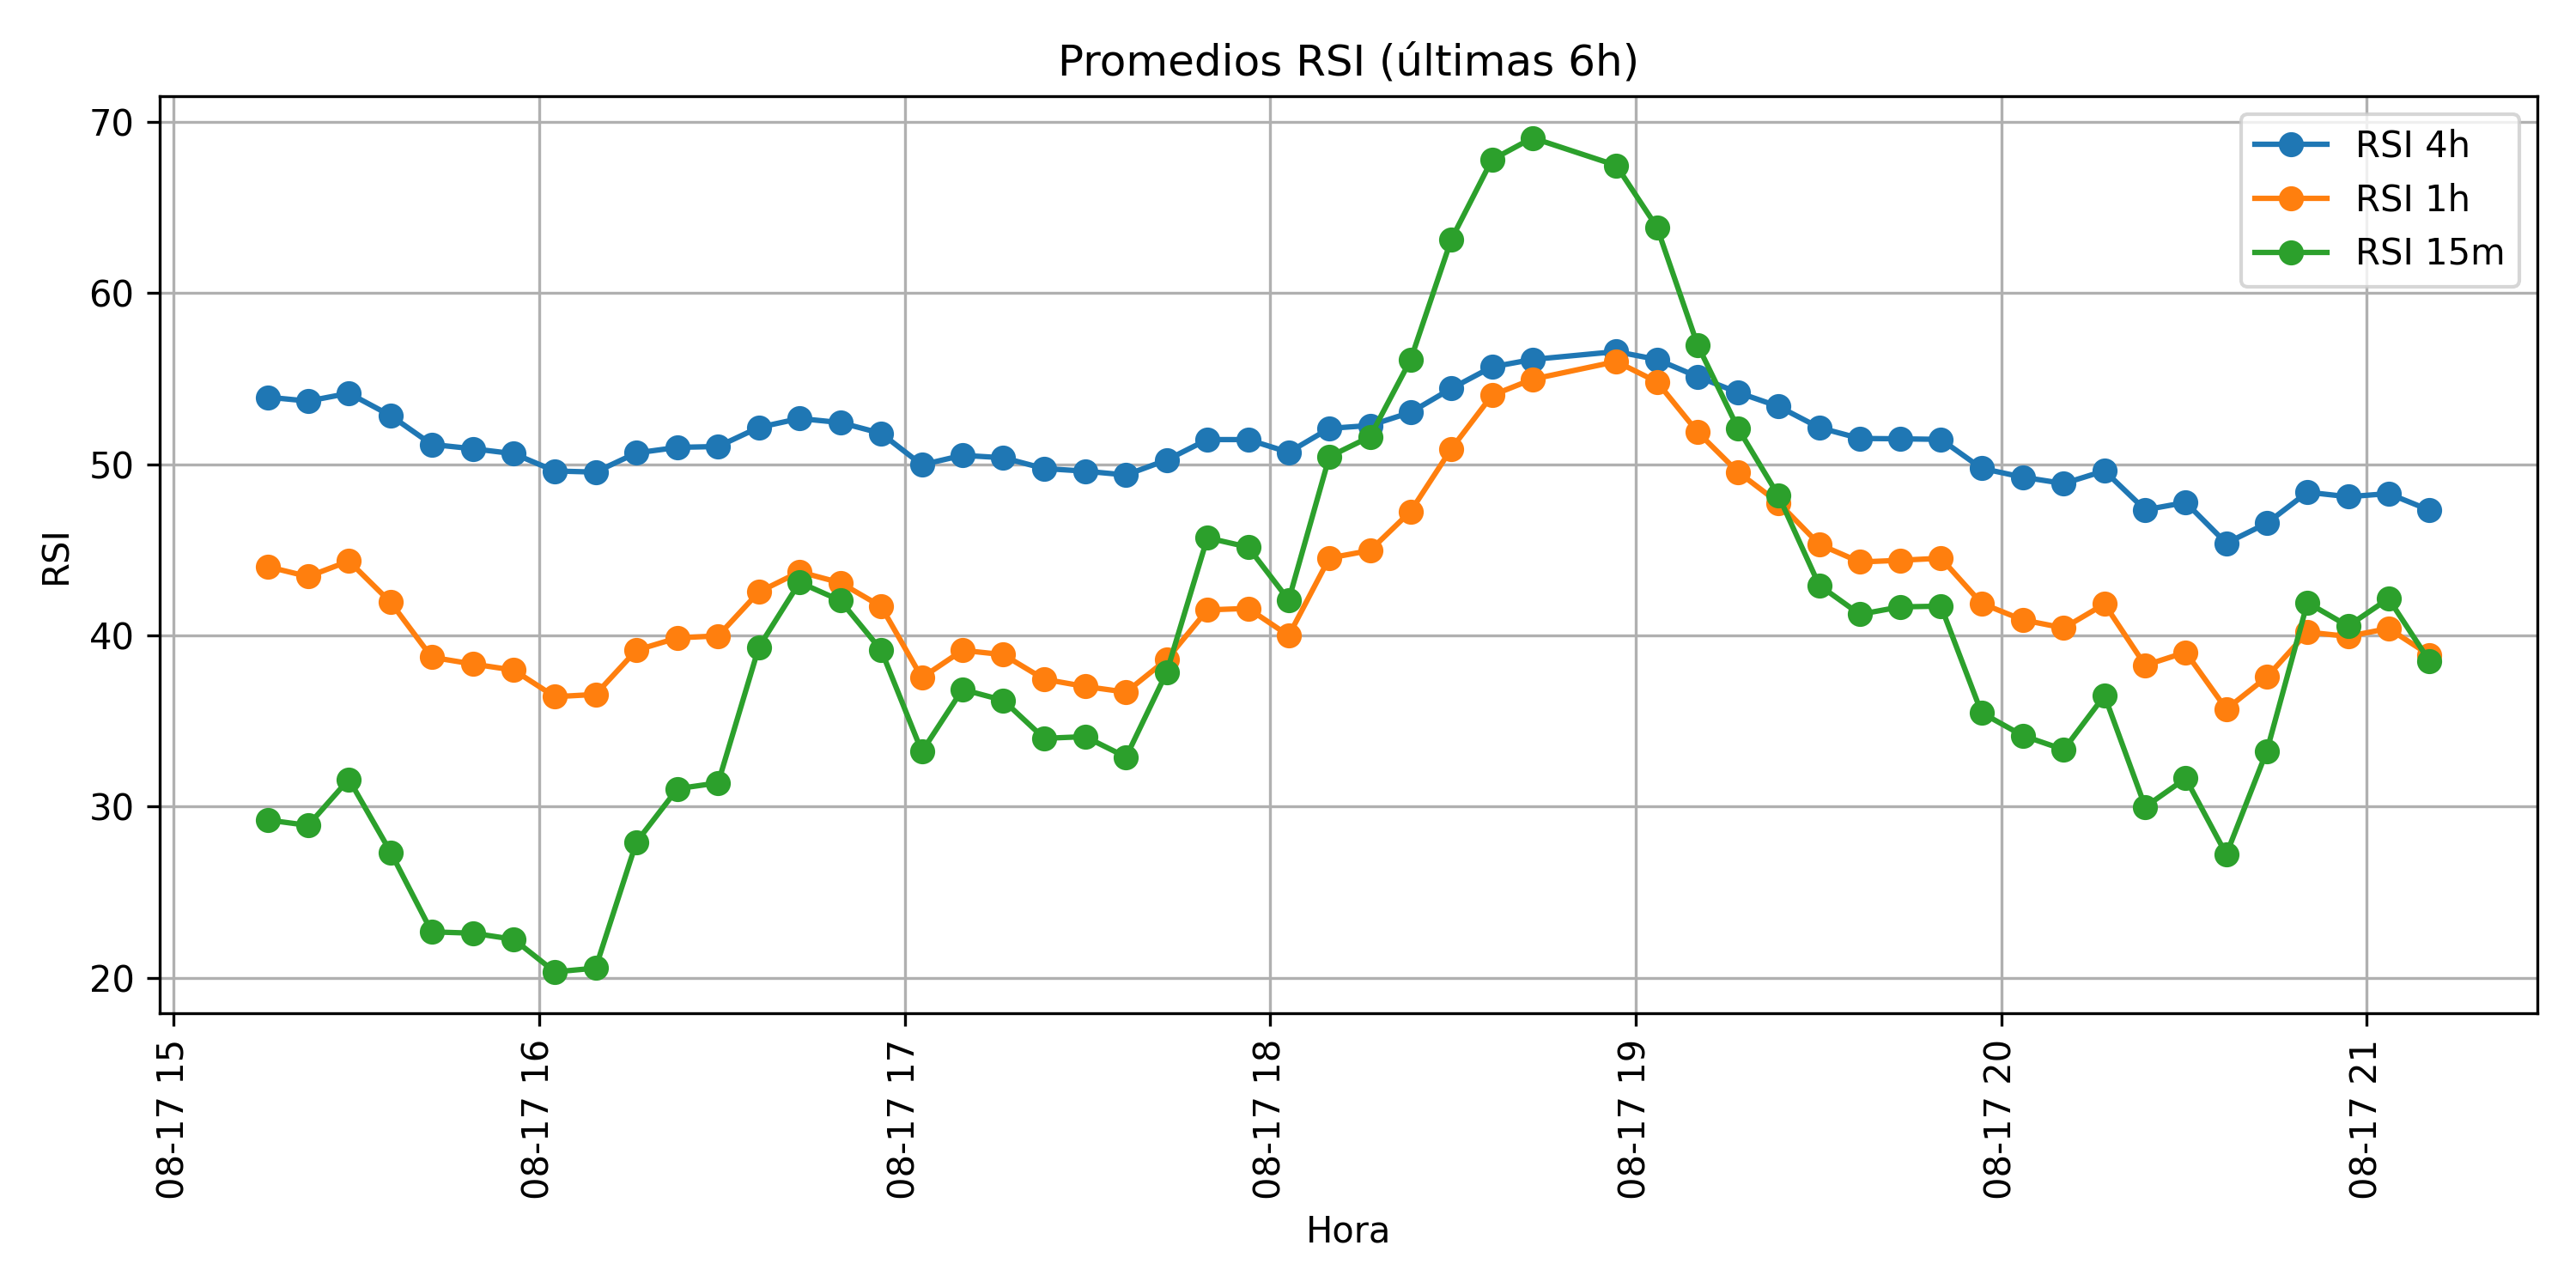 Promedios RSI (últimas 6h)
RSI 4h
RSI 1h
RSI 15m
RSI
70
60
50
40
30
20
08-17 15
08-17 16
08-17 17
08-17 18
08-17 19
08-17 20
08-17 21
Hora